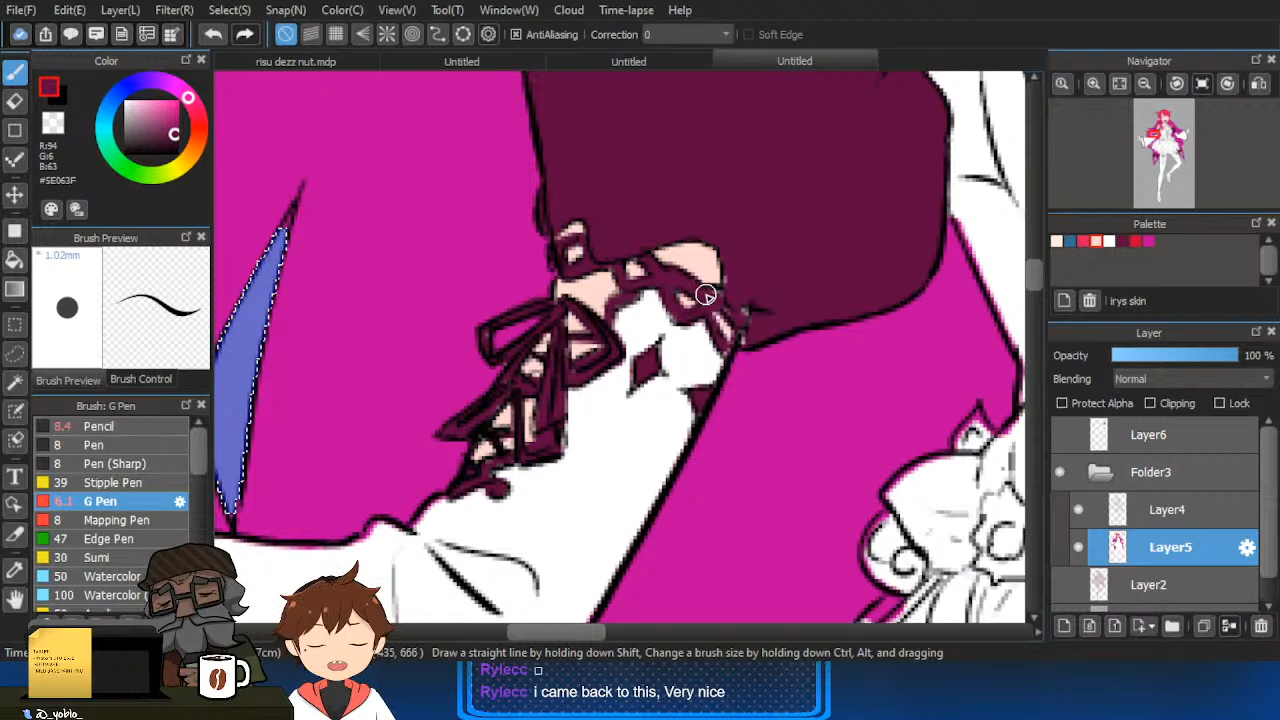 File(F) Edit(E) Layer(L) Filter(R) Select(S) Snap(N) Color(C) View(V) Tool(T) Window(W) Cloud Time-lapse Help
AntiAliasing Correction 0 Soft Edge
Color
risu dezz nut.mdp Untitled Untitled Untitled
Navigator
R:94
G:6
B:63
#5E063F
Brush Preview
* 1.02mm
Brush Preview Brush Control
Brush: G Pen
8.4 Pencil
8 Pen
8 Pen (Sharp)
39 Stipple Pen
6.1 G Pen
8 Mapping Pen
47 Edge Pen
30 Sumi
50 Watercolor
100 Watercolor
Palette
irys skin
Layer
Opacity 100 %
Blending Normal
Protect Alpha Clipping Lock
Layer6
Folder3
Layer4
Layer5
Layer2
7cm) 435, 666 ) Draw a straight line by holding down Shift, Change a brush size by holding down Ctrl, Alt, and dragging
Rylecc
Rylecc i came back to this, Very nice